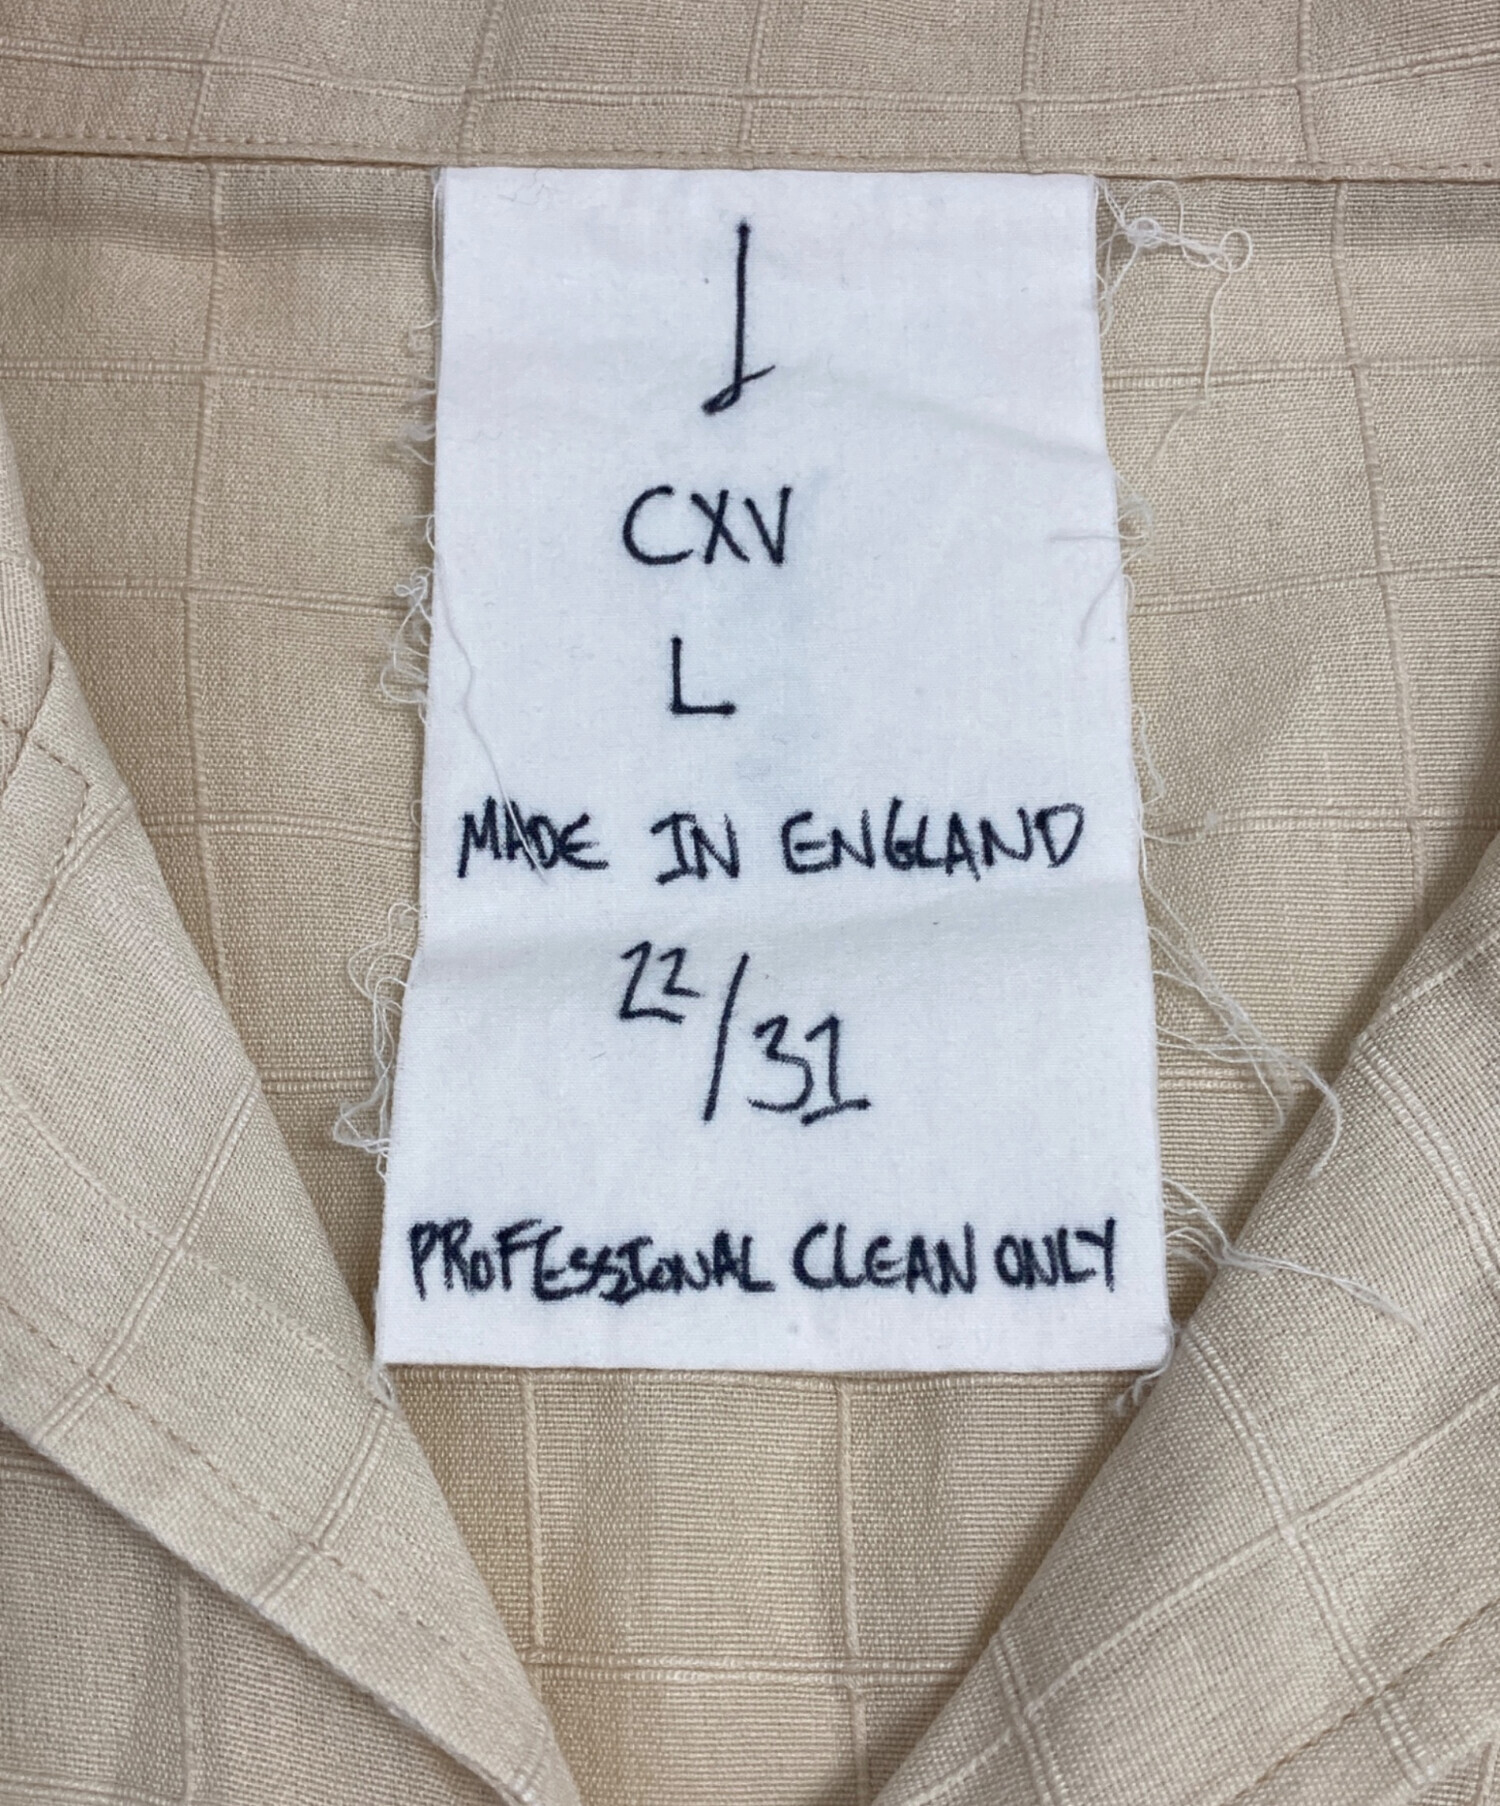 CXV
L
MADE IN ENGLAND
22/31
PROFESSIONAL CLEAN ONLY